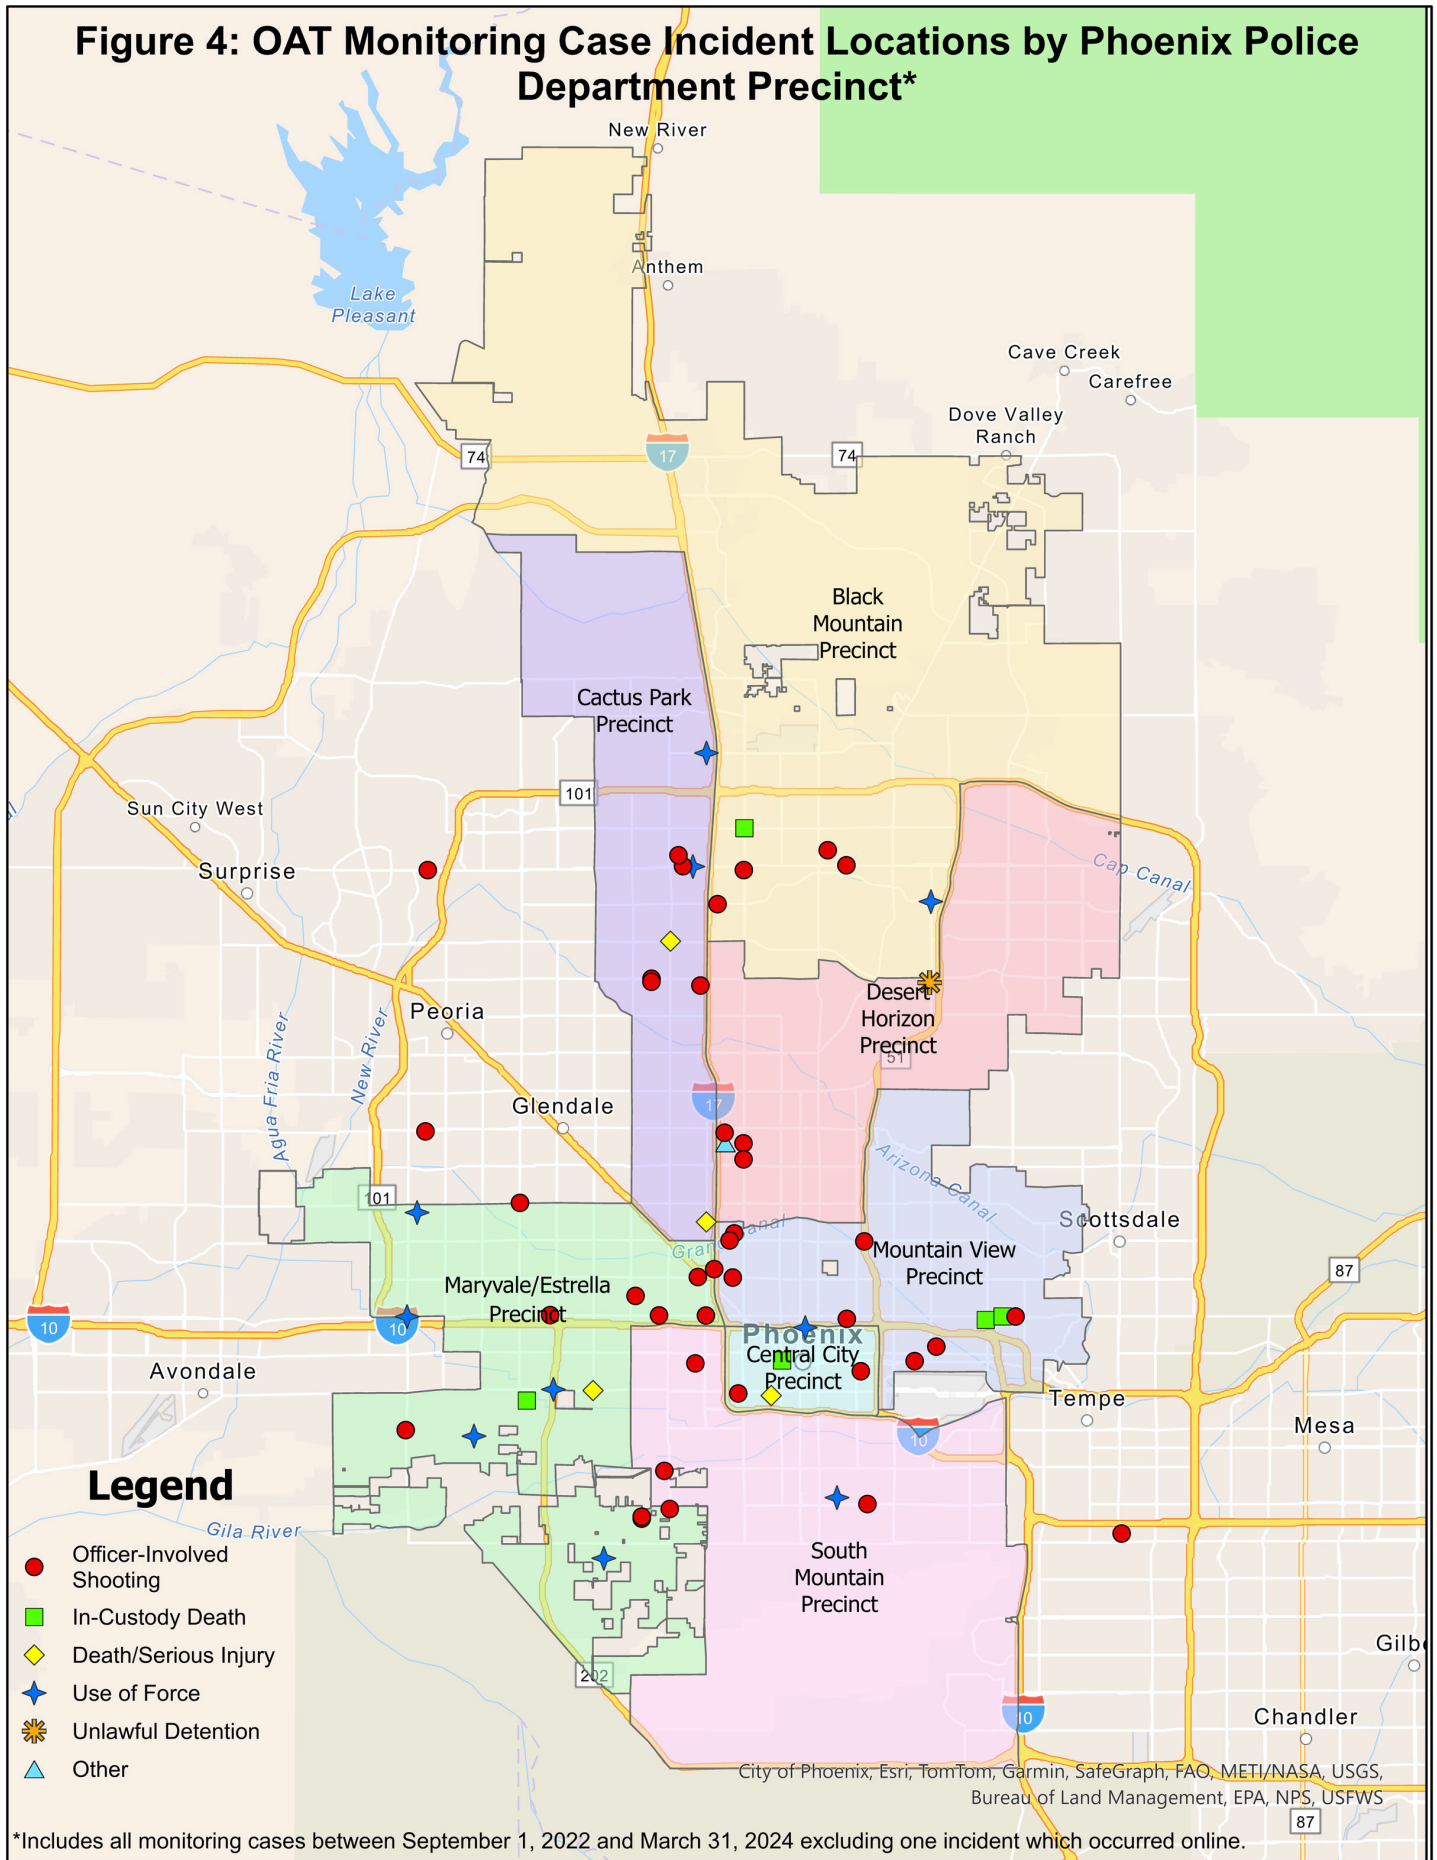 Figure 4: OAT Monitoring Case Incident Locations by Phoenix Police
Department Precinct*
New River
Anthem
Lake
Pleasant
Cave Creek
Carefree
Dove Valley
Ranch
74
17
74
Black
Mountain
Precinct
Cactus Park
Precinct
101
Sun City West
Surprise
Cap Canal
Peoria
Desert
Horizon
Precinct
51
Agua Fria River
New River
Glendale
17
Arizona Canal
101
Scottsdale
Grand Canal
Mountain View
Precinct
87
Maryvale/Estrella
Precinct
10
10
Phoenix
Central City
Precinct
Avondale
Tempe
Mesa
10
Legend
Gila River
Officer-Involved
Shooting
In-Custody Death
Death/Serious Injury
Use of Force
Unlawful Detention
Other
South
Mountain
Precinct
202
Gilbe
10
Chandler
City of Phoenix, Esri, TomTom, Garmin, SafeGraph, FAO, METI/NASA, USGS,
Bureau of Land Management, EPA, NPS, USFWS
87
*Includes all monitoring cases between September 1, 2022 and March 31, 2024 excluding one incident which occurred online.